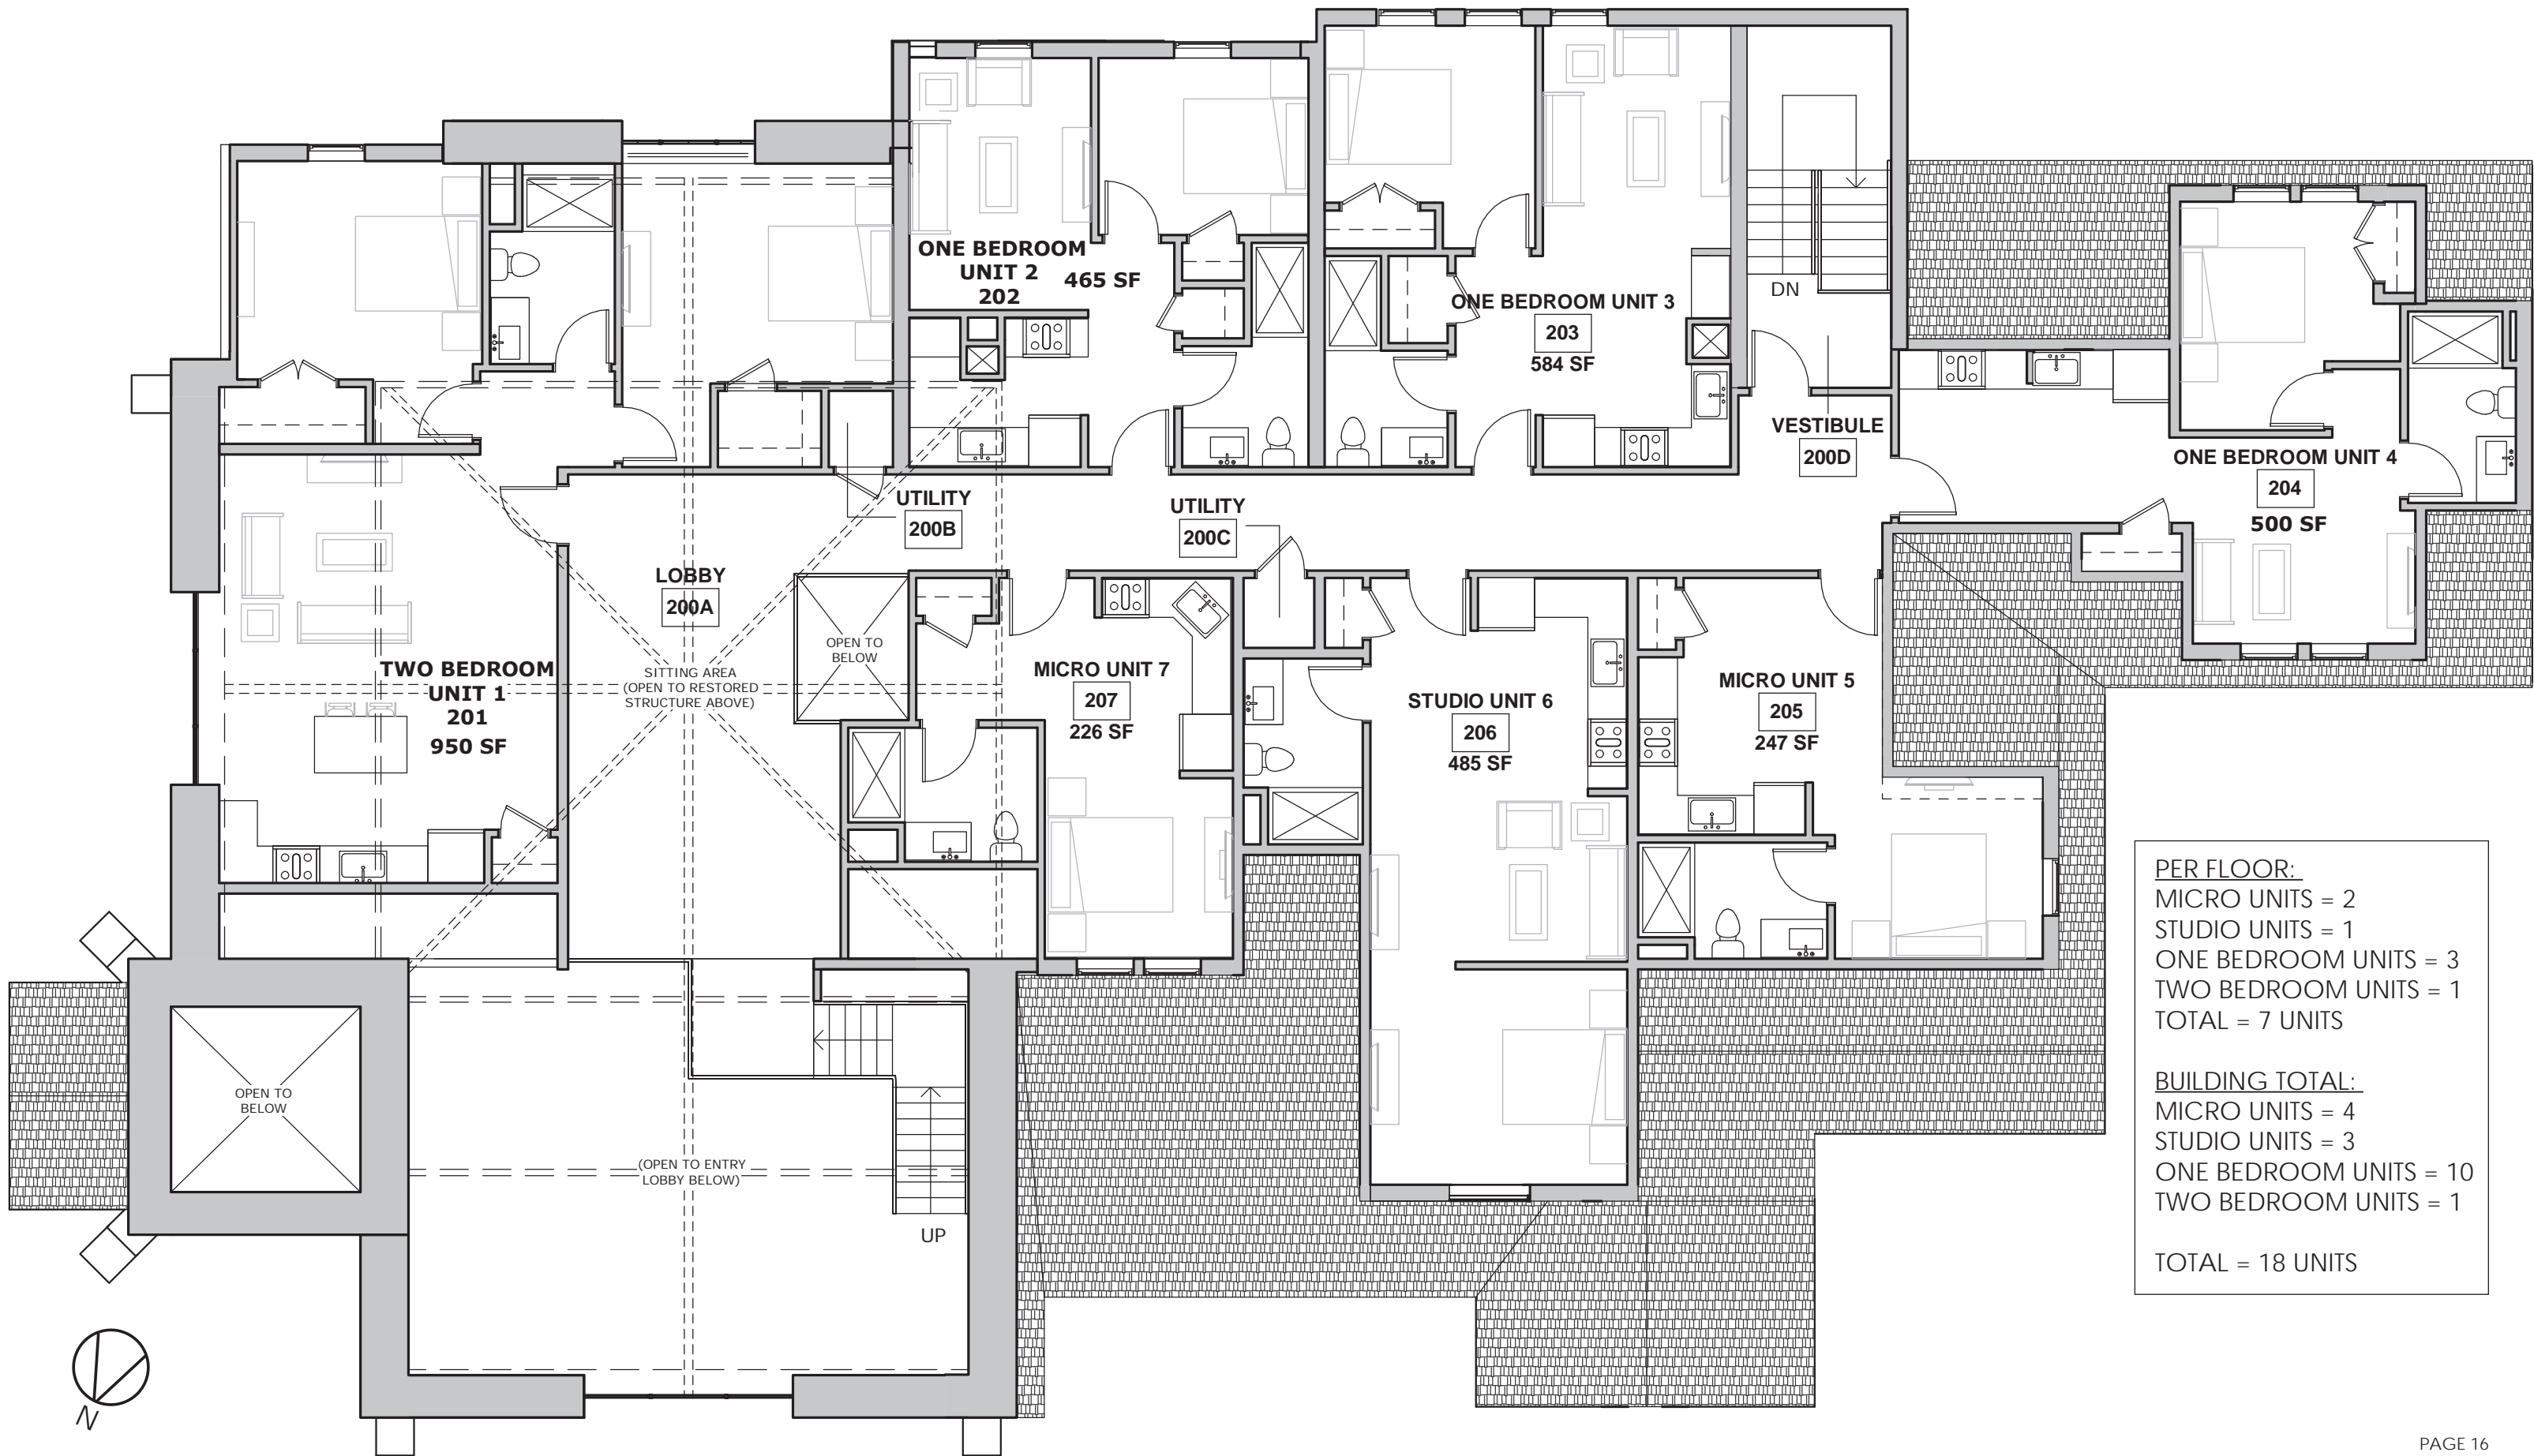 ONE BEDROOM
UNIT 2
202
465 SF
ONE BEDROOM UNIT 3
203
584 SF
DN
VESTIBULE
200D
ONE BEDROOM UNIT 4
204
500 SF
UTILITY
200B
UTILITY
200C
LOBBY
200A
OPEN TO
BELOW
SITTING AREA
(OPEN TO RESTORED
STRUCTURE ABOVE)
TWO BEDROOM
UNIT 1
201
950 SF
MICRO UNIT 7
207
226 SF
STUDIO UNIT 6
206
485 SF
MICRO UNIT 5
205
247 SF
OPEN TO
BELOW
(OPEN TO ENTRY
LOBBY BELOW)
UP
N
PER FLOOR:
MICRO UNITS = 2
STUDIO UNITS = 1
ONE BEDROOM UNITS = 3
TWO BEDROOM UNITS = 1
TOTAL = 7 UNITS
BUILDING TOTAL:
MICRO UNITS = 4
STUDIO UNITS = 3
ONE BEDROOM UNITS = 10
TWO BEDROOM UNITS = 1
TOTAL = 18 UNITS
PAGE 16